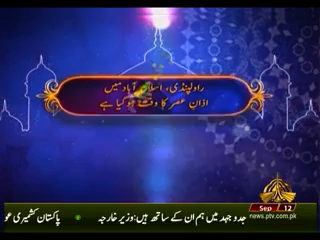 راولپنڈی، اسلام آباد میں
اذانِ عصر کا وقت ہو گیا ہے
Sep 12
news.ptv.com.pk
جدوجہد میں ہم ان کے ساتھ ہیں:وزیر خارجہ ● پاکستان کشمیری عو